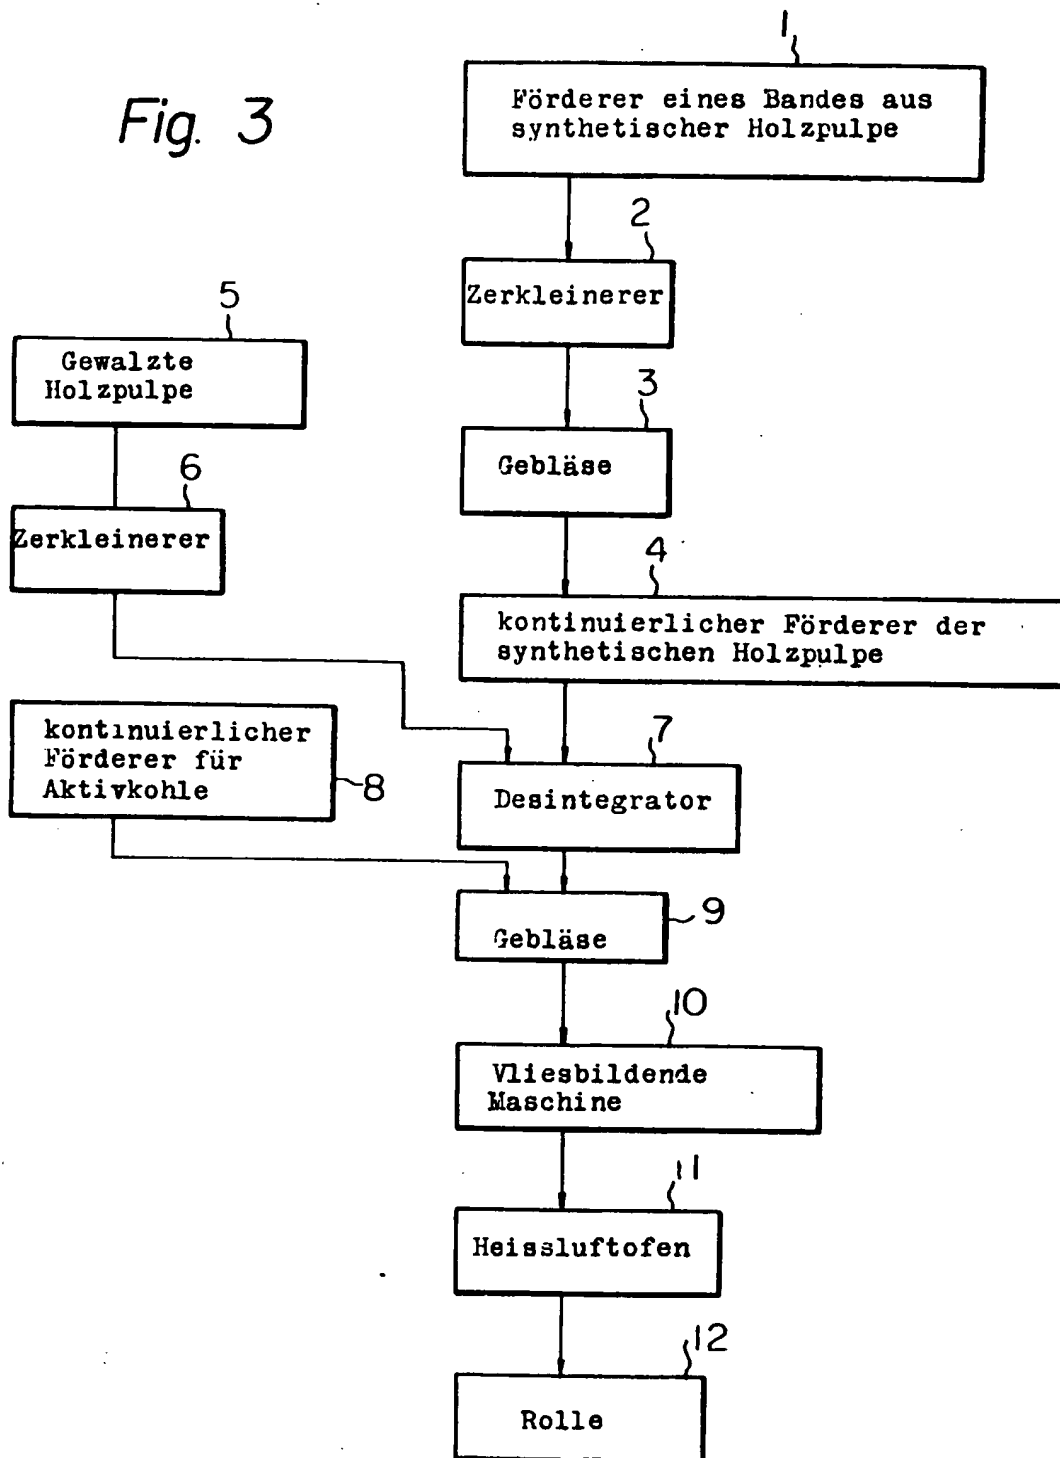 Fig. 3
1
Förderer eines Bandes aus
synthetischer Holzpulpe
2
Zerkleinerer
5
Gewalzte
Holzpulpe
3
Gebläse
6
Zerkleinerer
4
kontinuierlicher Förderer der
synthetischen Holzpulpe
kontinuierlicher
Förderer für
Aktivkohle
8
7
Desintegrator
9
Gebläse
10
Vliesbildende
Maschine
11
Heissluftofen
12
Rolle